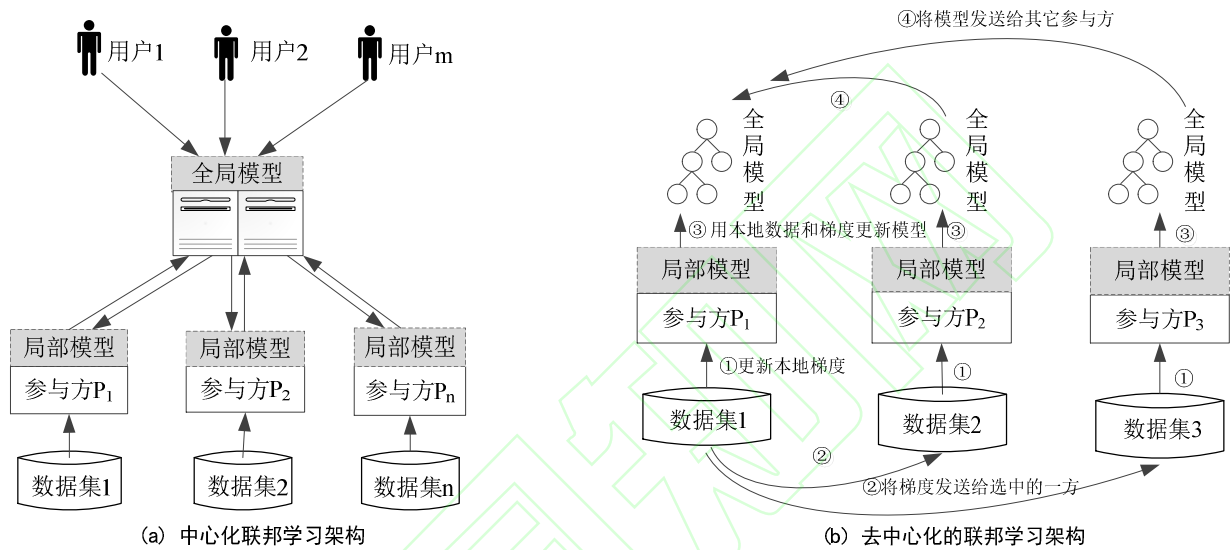 用户1
用户2
用户m
全局模型
局部模型
局部模型
局部模型
参与方P₁
参与方P₂
参与方Pₙ
数据集1
数据集2
数据集n
(a) 中心化联邦学习架构
④将模型发送给其它参与方
④
全局模型
全局模型
全局模型
③ 用本地数据和梯度更新模型
③
③
局部模型
局部模型
局部模型
参与方P₁
参与方P₂
参与方P₃
①更新本地梯度
①
①
数据集1
数据集2
数据集3
②
②将梯度发送给选中的一方
(b) 去中心化的联邦学习架构